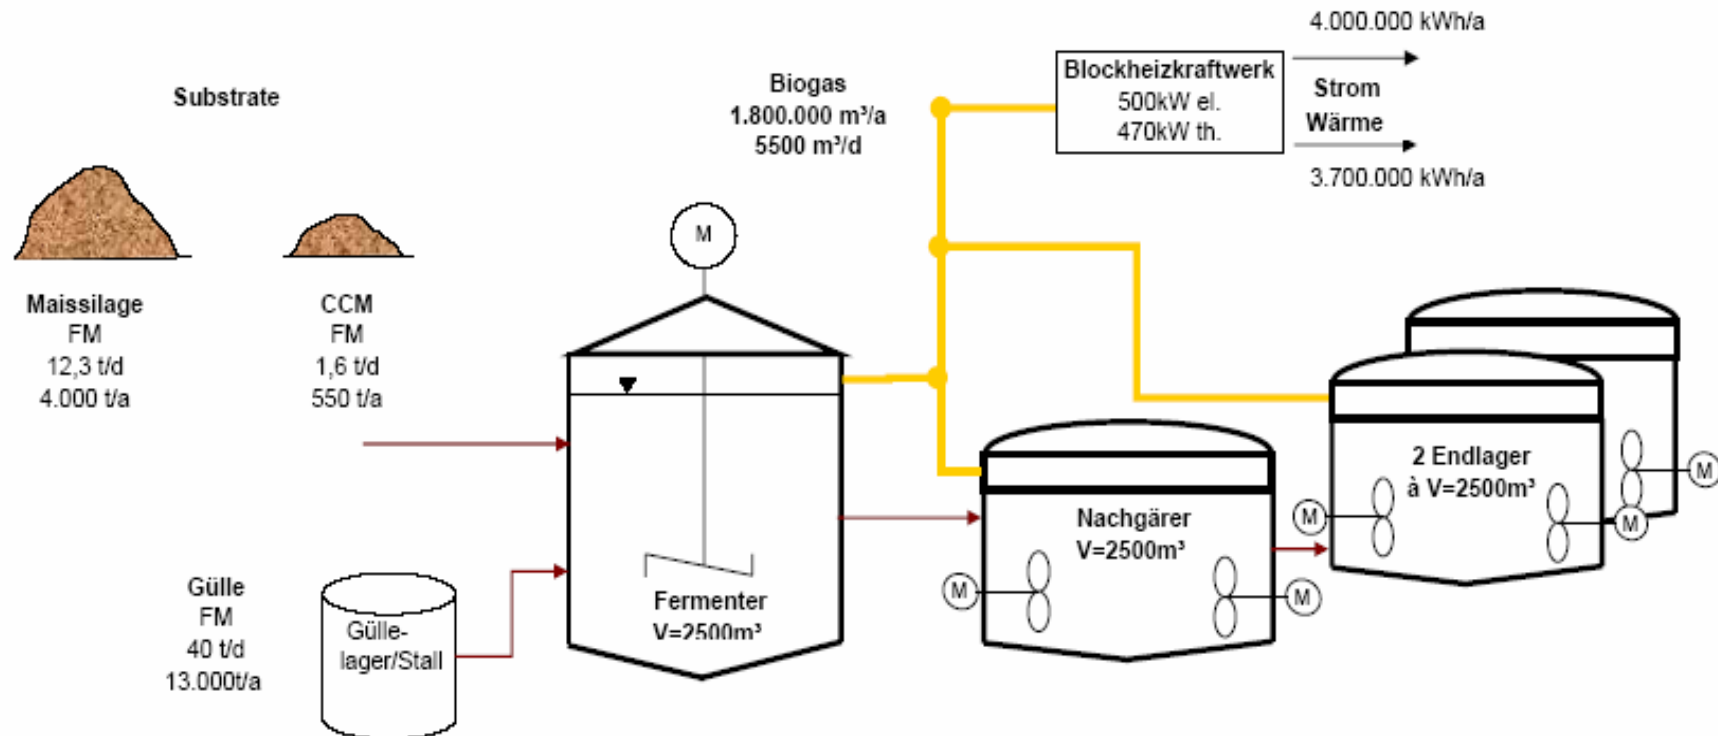 Substrate
Maissilage
FM
12,3 t/d
4.000 t/a
CCM
FM
1,6 t/d
550 t/a
Gülle
FM
40 t/d
13.000t/a
Gülle-
lager/Stall
M
Fermenter
V=2500m³
Biogas
1.800.000 m³/a
5500 m³/d
Blockheizkraftwerk
500kW el.
470kW th.
4.000.000 kWh/a
Strom
Wärme
3.700.000 kWh/a
Nachgärer
V=2500m³
M
M
2 Endlager
à V=2500m³
M
M
M